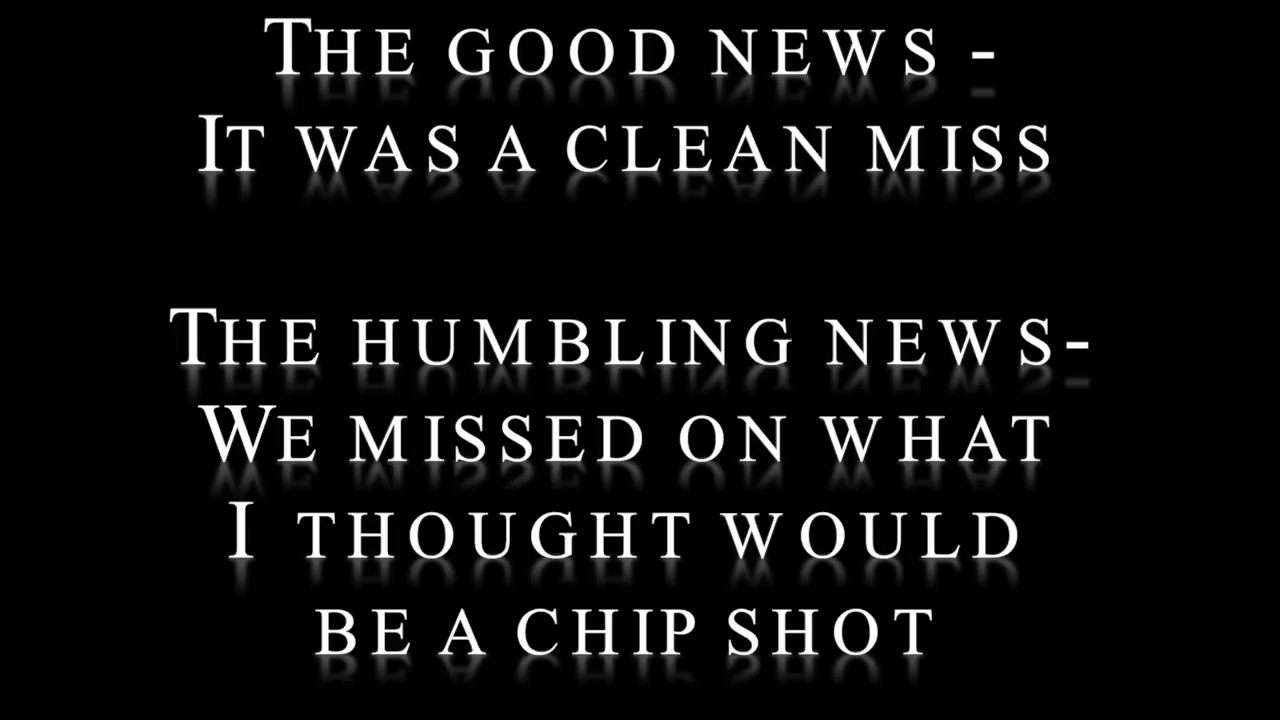 THE GOOD NEWS -
IT WAS A CLEAN MISS
THE HUMBLING NEWS-
WE MISSED ON WHAT
I THOUGHT WOULD
BE A CHIP SHOT